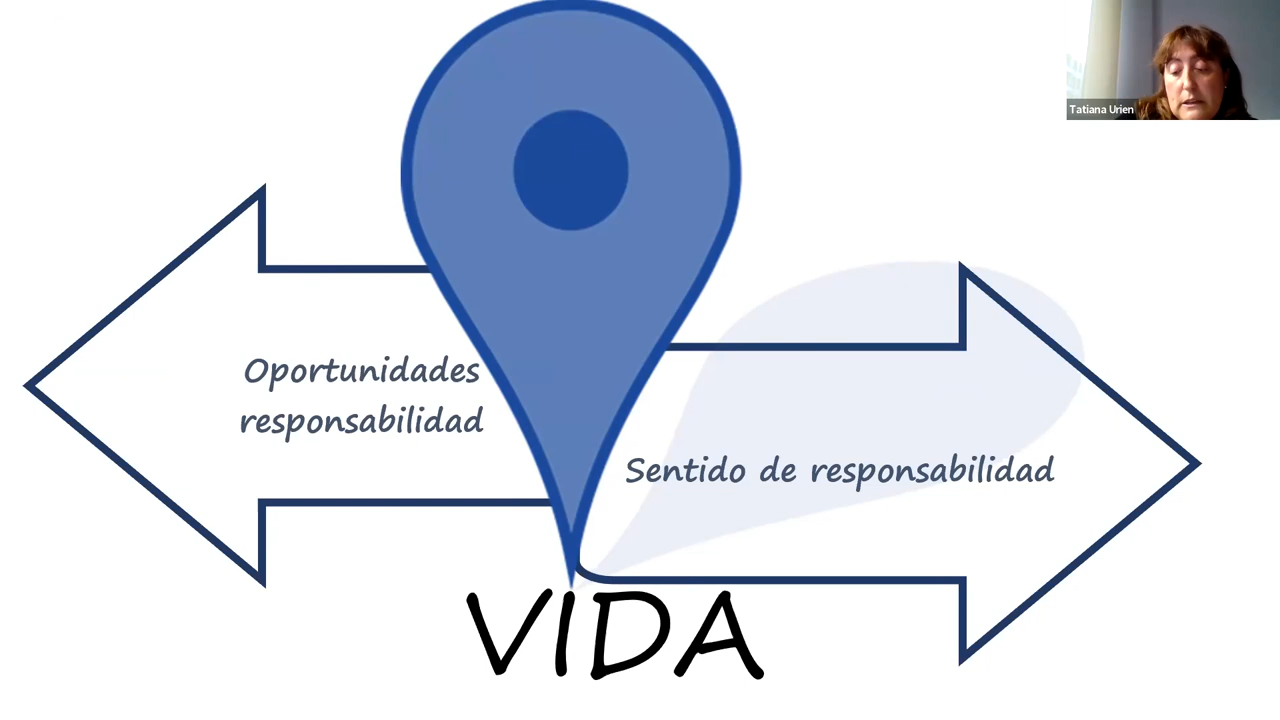 Tatiana Urien
Oportunidades
responsabilidad
Sentido de responsabilidad
VIDA